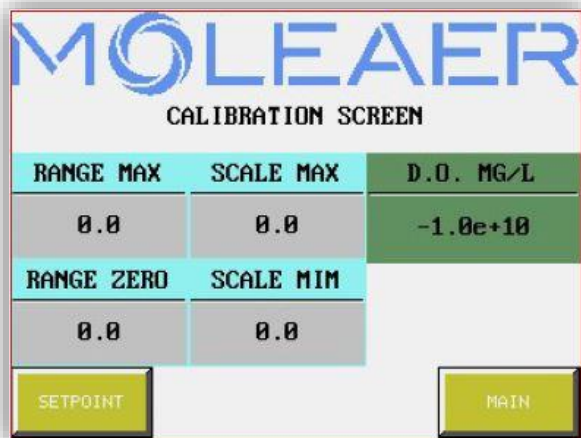 MOLEAER
CALIBRATION SCREEN
RANGE MAX SCALE MAX D.O. MG/L
0.0 0.0 -1.0e+10
RANGE ZERO SCALE MIM
0.0 0.0
SETPOINT MAIN